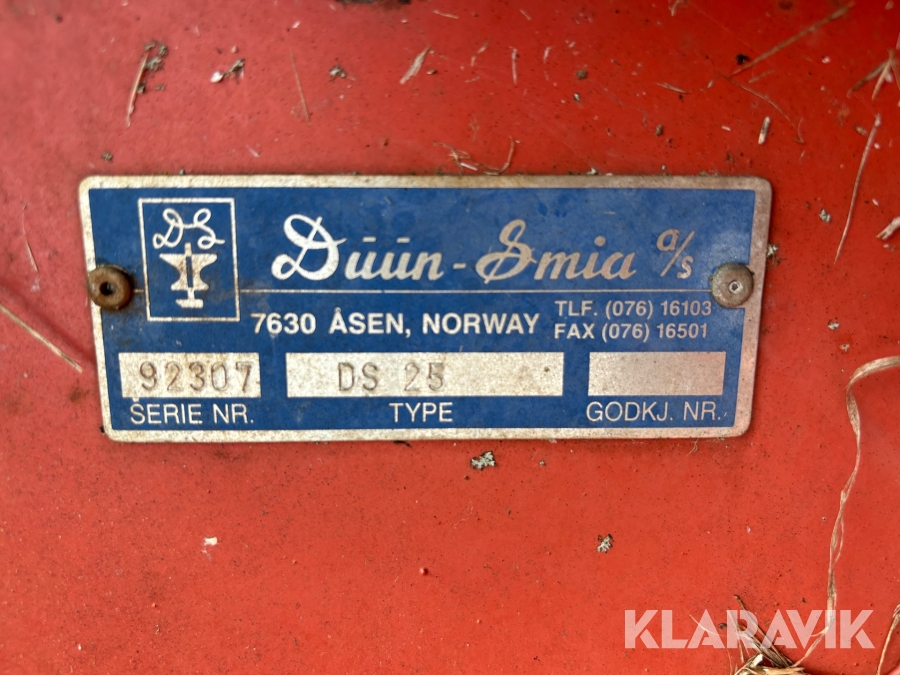 DS
Düün-Smia a/s
7630 ÅSEN, NORWAY
TLF. (076) 16103
FAX (076) 16501
92307
DS 25
SERIE NR.
TYPE
GODKJ. NR.
KLARAVIK